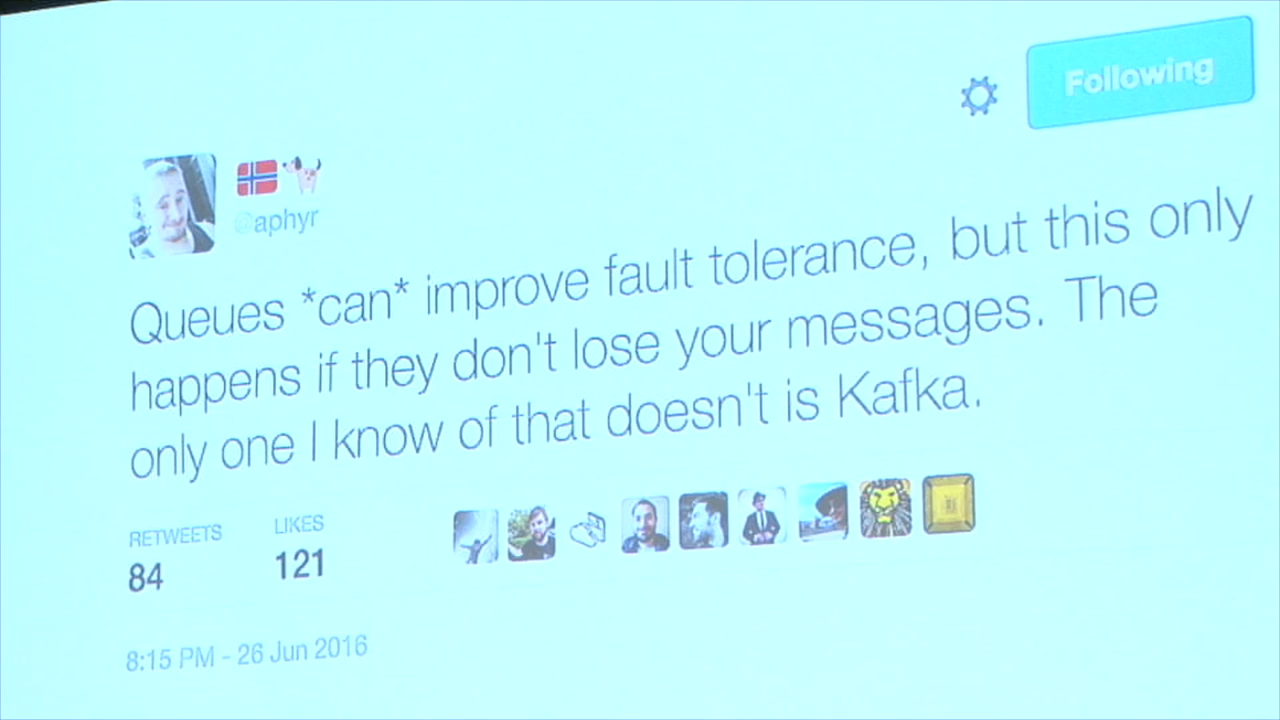 Following
@aphyr
Queues *can* improve fault tolerance, but this only
happens if they don't lose your messages. The
only one I know of that doesn't is Kafka.
RETWEETS
84
LIKES
121
8:15 PM - 26 Jun 2016